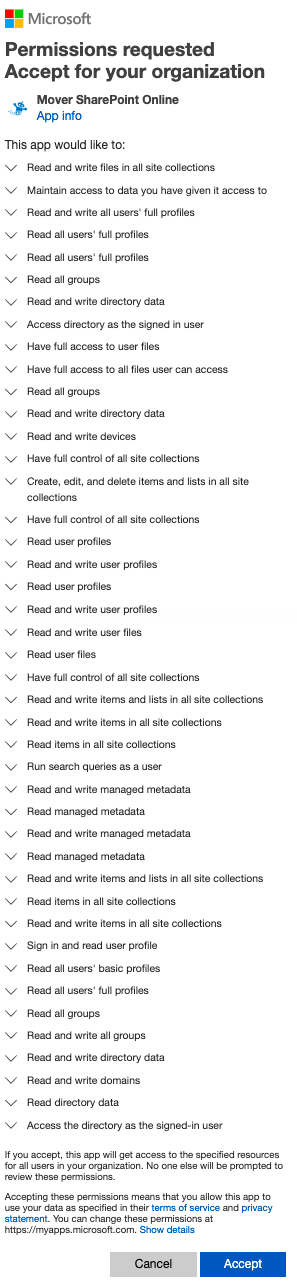 Microsoft
Permissions requested
Accept for your organization
Mover SharePoint Online
App info
This app would like to:
Read and write files in all site collections
Maintain access to data you have given it access to
Read and write all users' full profiles
Read all users' full profiles
Read all users' full profiles
Read all groups
Read and write directory data
Access directory as the signed in user
Have full access to user files
Have full access to all files user can access
Read all groups
Read and write directory data
Read and write devices
Have full control of all site collections
Create, edit, and delete items and lists in all site
collections
Have full control of all site collections
Read user profiles
Read and write user profiles
Read user profiles
Read and write user profiles
Read and write user files
Read user files
Have full control of all site collections
Read and write items and lists in all site collections
Read and write items in all site collections
Read items in all site collections
Run search queries as a user
Read and write managed metadata
Read managed metadata
Read and write managed metadata
Read managed metadata
Read and write items and lists in all site collections
Read items in all site collections
Read and write items in all site collections
Sign in and read user profile
Read all users' basic profiles
Read all users' full profiles
Read all groups
Read and write all groups
Read and write directory data
Read and write domains
Read directory data
Access the directory as the signed-in user
If you accept, this app will get access to the specified resources
for all users in your organization. No one else will be prompted to
review these permissions.
Accepting these permissions means that you allow this app to
use your data as specified in their terms of service and privacy
statement. You can change these permissions at
https://myapps.microsoft.com. Show details
Cancel
Accept